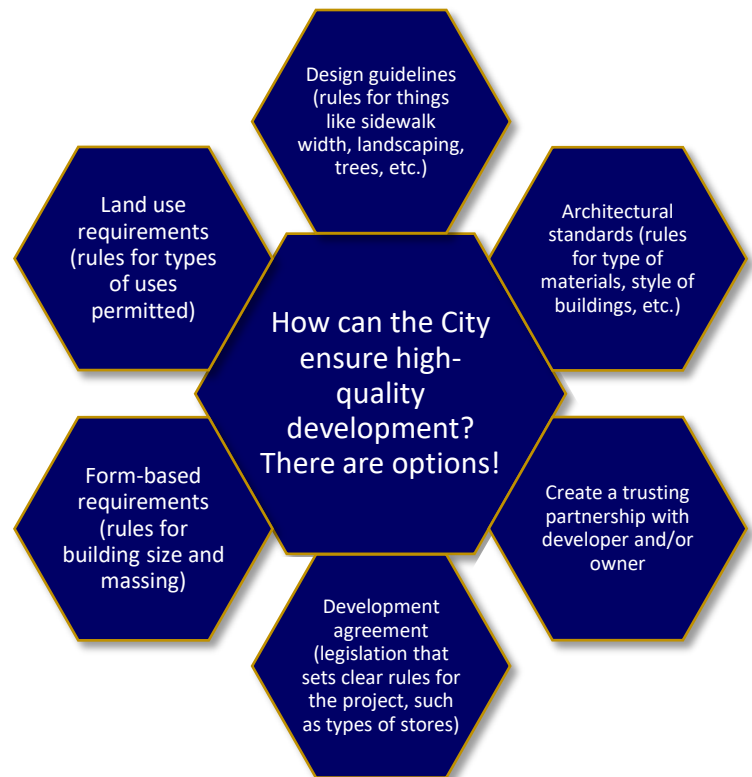 Design guidelines
(rules for things
like sidewalk
width, landscaping,
trees, etc.)
Land use
requirements
(rules for types
of uses
permitted)
Architectural
standards (rules
for type of
materials, style of
buildings, etc.)
How can the City
ensure high-
quality
development?
There are options!
Form-based
requirements
(rules for
building size and
massing)
Create a trusting
partnership with
developer and/or
owner
Development
agreement
(legislation that
sets clear rules for
the project, such
as types of stores)